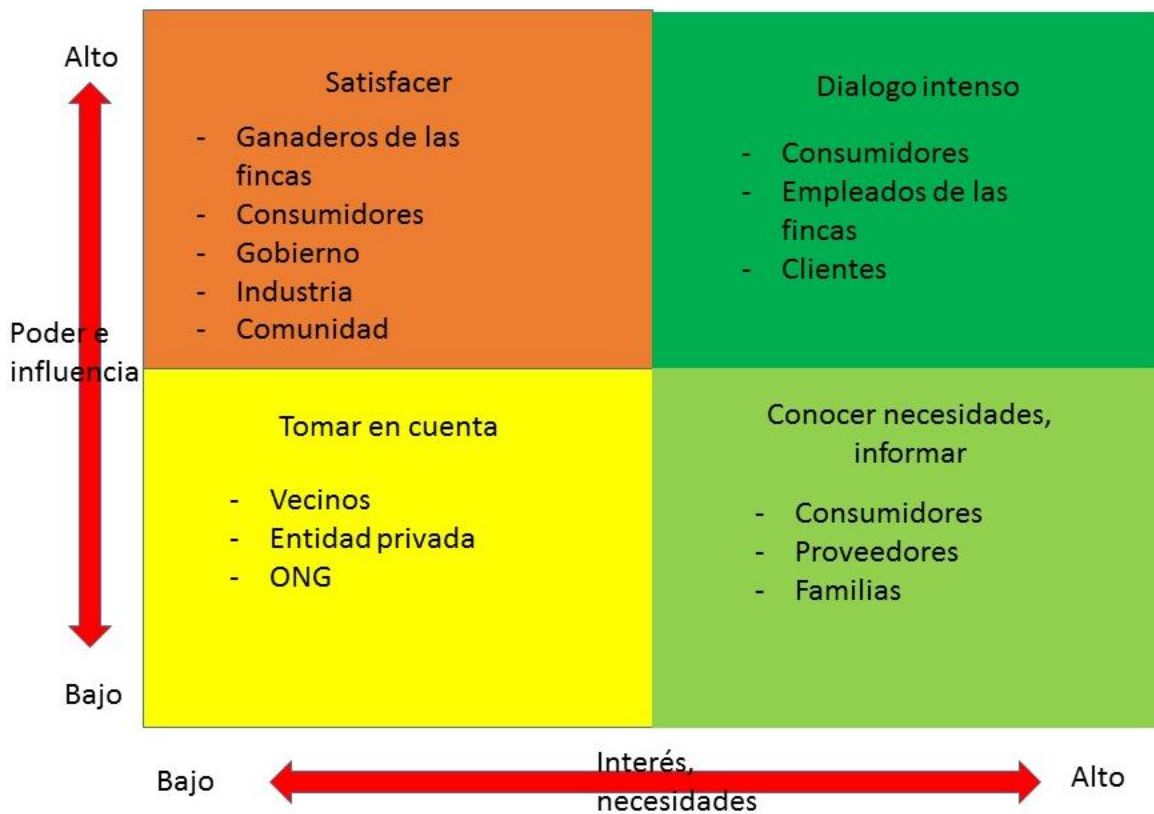 Alto
Satisfacer
- Ganaderos de las
fincas
- Consumidores
- Gobierno
- Industria
- Comunidad
Dialogo intenso
- Consumidores
- Empleados de las
fincas
- Clientes
Poder e
influencia
Tomar en cuenta
- Vecinos
- Entidad privada
- ONG
Conocer necesidades,
informar
- Consumidores
- Proveedores
- Familias
Bajo
Bajo
Interés,
necesidades
Alto